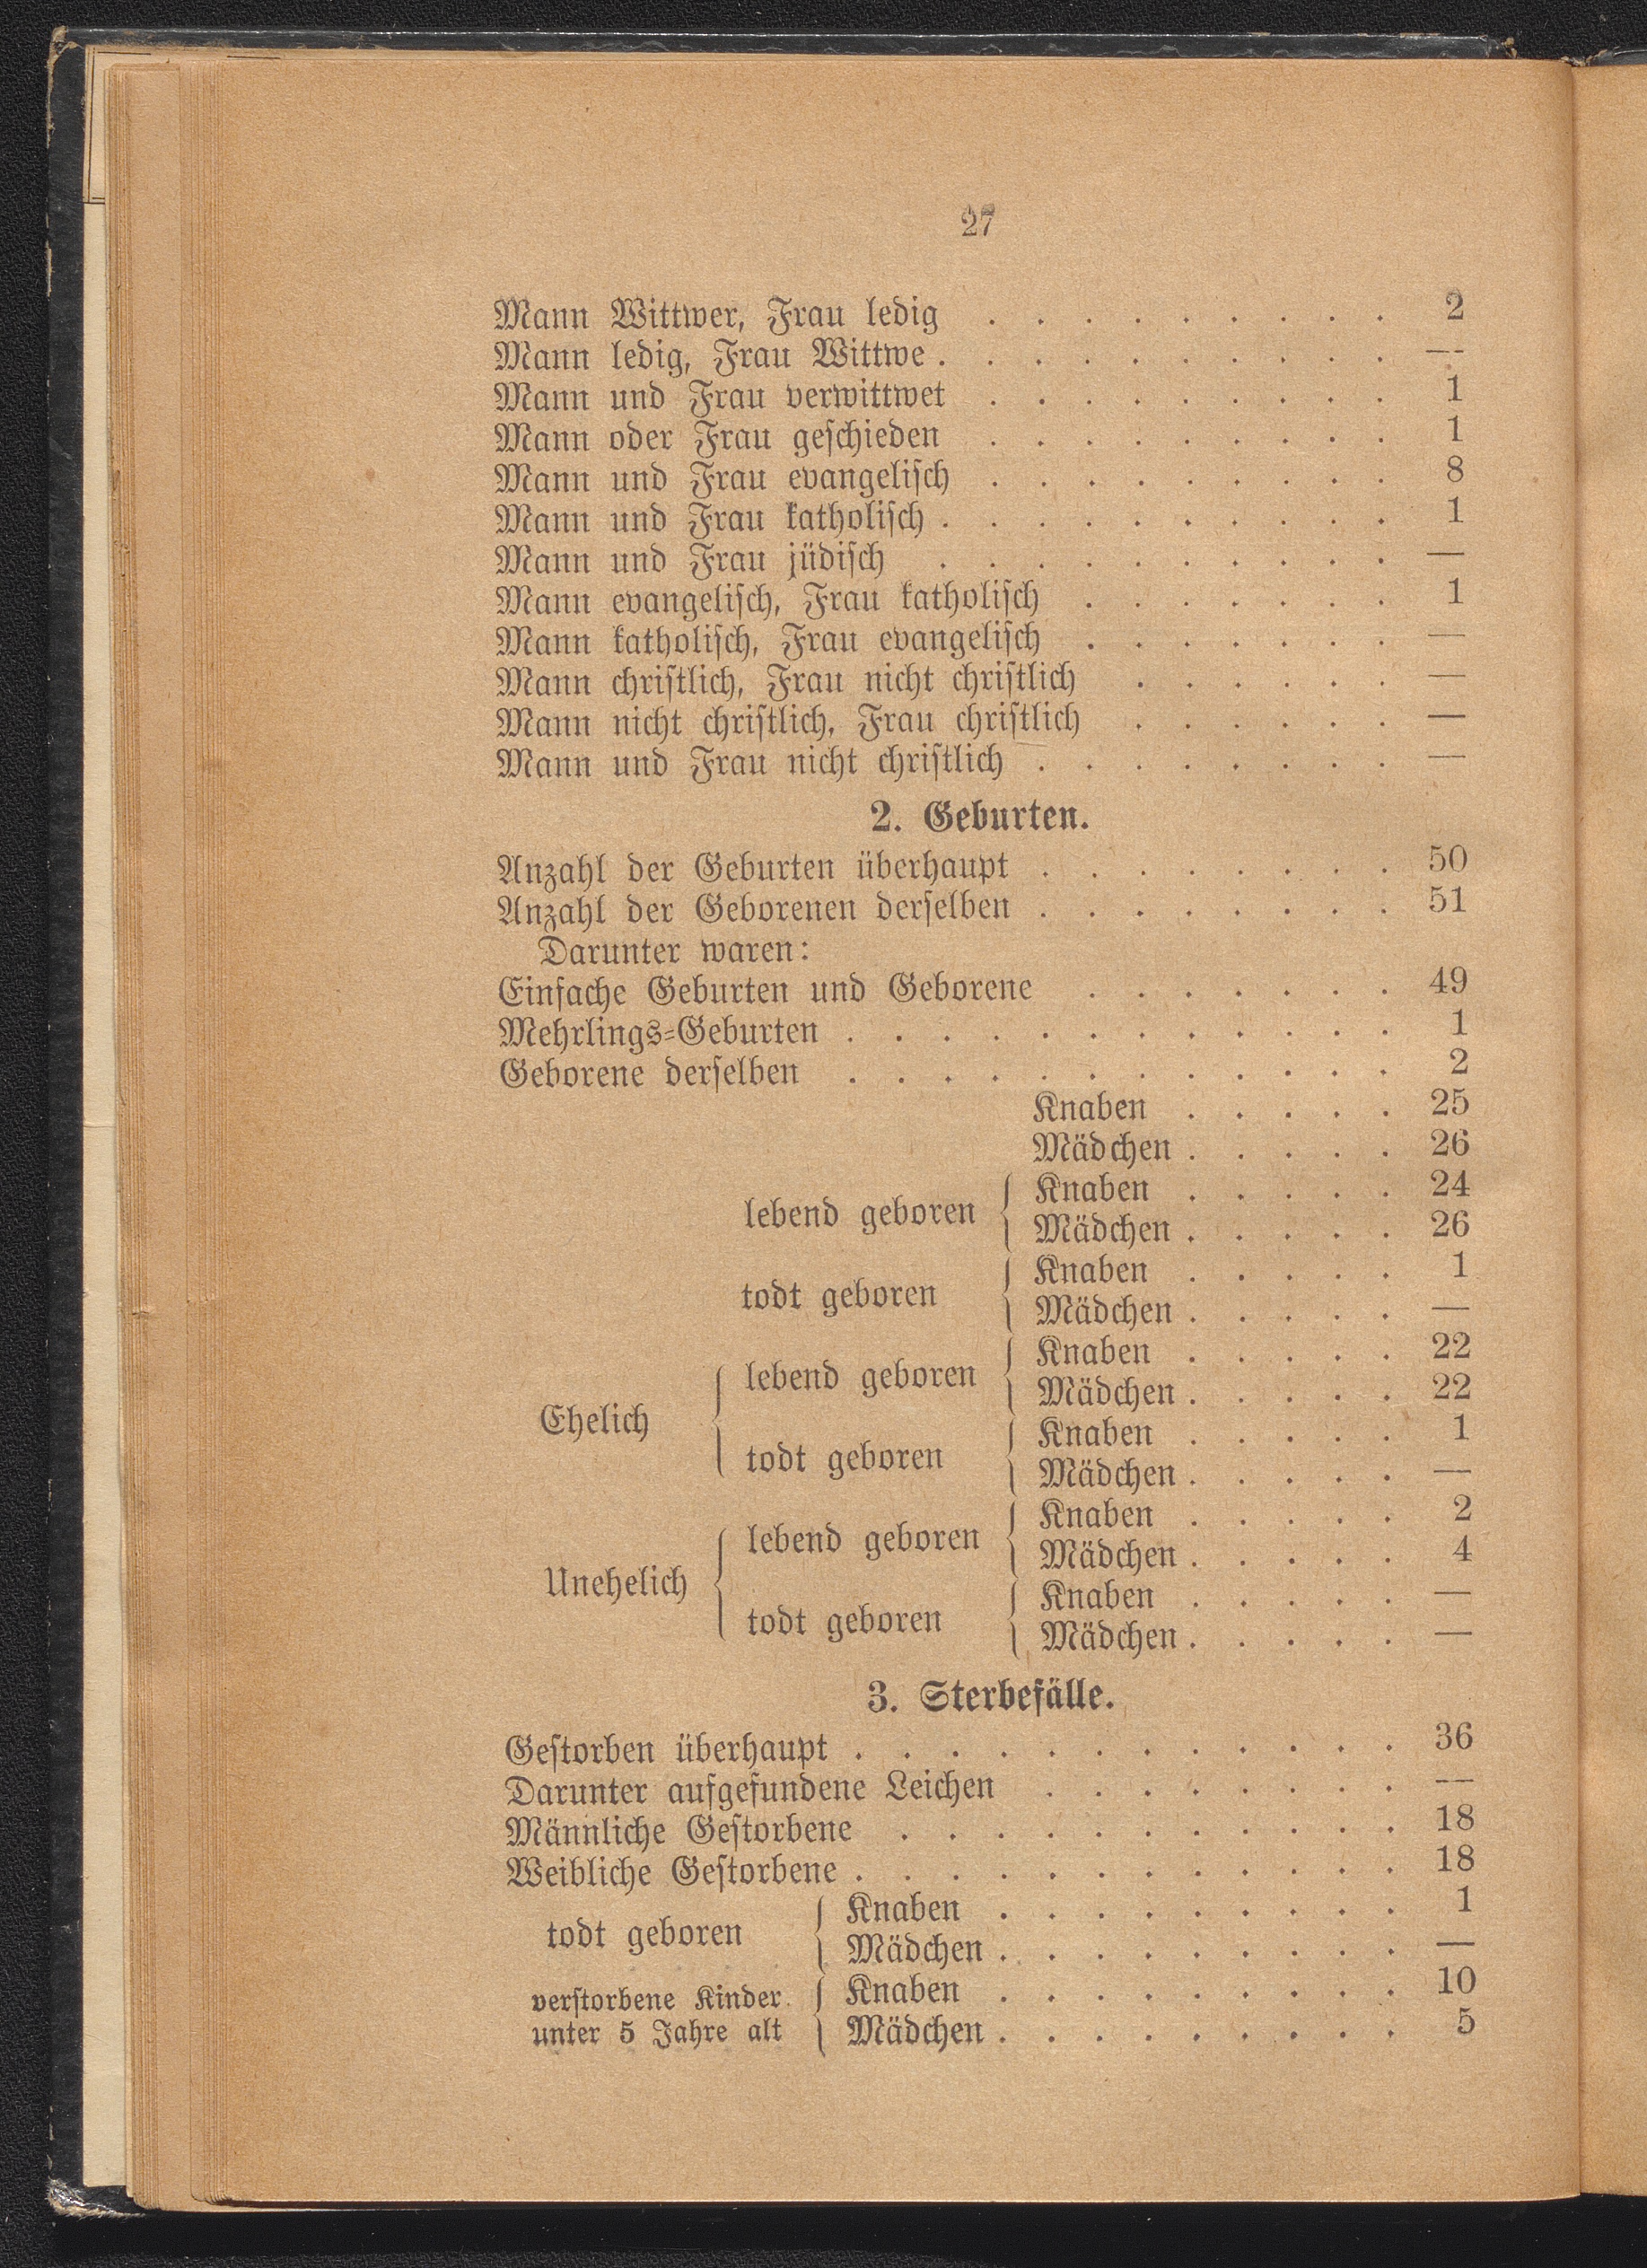 27
Mann Wittwer, Frau ledig . . . . . . . . . 2
Mann ledig, Frau Wittwe . . . . . . . . . . —
Mann und Frau verwittwet . . . . . . . . . 1
Mann oder Frau geschieden . . . . . . . . . 1
Mann und Frau evangelisch . . . . . . . . . 8
Mann und Frau katholisch . . . . . . . . . . 1
Mann und Frau jüdisch . . . . . . . . . . —
Mann evangelisch, Frau katholisch . . . . . . . 1
Mann katholisch, Frau evangelisch . . . . . . . —
Mann christlich, Frau nicht christlich . . . . . . —
Mann nicht christlich, Frau christlich . . . . . . —
Mann und Frau nicht christlich . . . . . . . . —
2. Geburten.
Anzahl der Geburten überhaupt . . . . . . . . 50
Anzahl der Geborenen derselben . . . . . . . . 51
Darunter waren:
Einfache Geburten und Geborene . . . . . . . 49
Mehrlings-Geburten . . . . . . . . . . . . 1
Geborene derselben . . . . . . . . . . . . 2
Knaben . . . . . 25
Mädchen . . . . . 26
lebend geboren { Knaben . . . . . 24
Mädchen . . . . . 26
todt geboren { Knaben . . . . . 1
Mädchen . . . . . —
Ehelich { lebend geboren { Knaben . . . . . 22
Mädchen . . . . . 22
todt geboren { Knaben . . . . . 1
Mädchen . . . . . —
Unehelich { lebend geboren { Knaben . . . . . 2
Mädchen . . . . . 4
todt geboren { Knaben . . . . . —
Mädchen . . . . . —
3. Sterbefälle.
Gestorben überhaupt . . . . . . . . . . . . 36
Darunter aufgefundene Leichen . . . . . . . . —
Männliche Gestorbene . . . . . . . . . . . 18
Weibliche Gestorbene . . . . . . . . . . . . 18
todt geboren { Knaben . . . . . . . . . 1
Mädchen . . . . . . . . . —
verstorbene Kinder { Knaben . . . . . . . . . 10
unter 5 Jahre alt Mädchen . . . . . . . . . 5